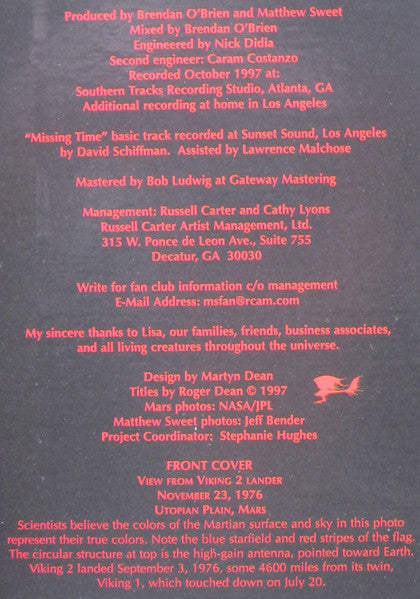 Produced by Brendan O'Brien and Matthew Sweet
Mixed by Brendan O'Brien
Engineered by Nick Didia
Second engineer: Caram Costanzo
Recorded October 1997 at:
Southern Tracks Recording Studio, Atlanta, GA
Additional recording at home in Los Angeles
"Missing Time" basic track recorded at Sunset Sound, Los Angeles
by David Schiffman. Assisted by Lawrence Malchose
Mastered by Bob Ludwig at Gateway Mastering
Management: Russell Carter and Cathy Lyons
Russell Carter Artist Management, Ltd.
315 W. Ponce de Leon Ave., Suite 755
Decatur, GA 30030
Write for fan club information c/o management
E-Mail Address: msfan@rcam.com
My sincere thanks to Lisa, our families, friends, business associates,
and all living creatures throughout the universe.
Design by Martyn Dean
Titles by Roger Dean © 1997
Mars photos: NASA/JPL
Matthew Sweet photos: Jeff Bender
Project Coordinator: Stephanie Hughes
FRONT COVER
VIEW FROM VIKING 2 LANDER
NOVEMBER 23, 1976
UTOPIAN PLAIN, MARS
Scientists believe the colors of the Martian surface and sky in this photo
represent their true colors. Note the blue starfield and red stripes of the flag.
The circular structure at top is the high-gain antenna, pointed toward Earth.
Viking 2 landed September 3, 1976, some 4600 miles from its twin,
Viking 1, which touched down on July 20.